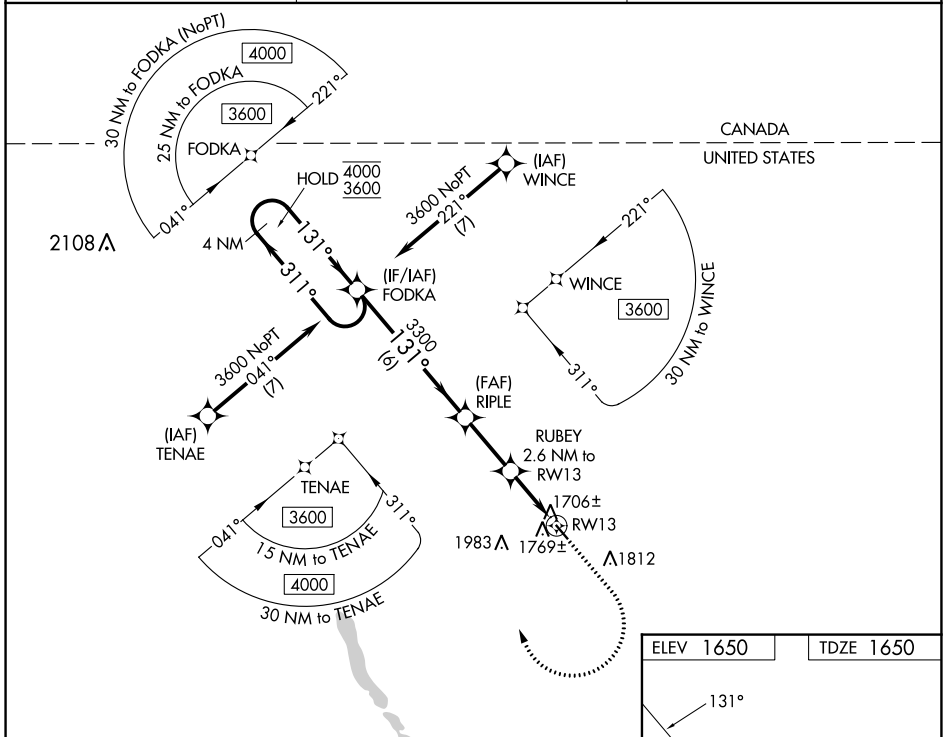 30 NM to FODKA (NoPT)
4000
25 NM to FODKA
3600
221°
FODKA
041°
CANADA
UNITED STATES
HOLD 4000
3600
(IAF)
WINCE
3600 NoPT
221°
(7)
2108
4 NM
131°
311°
(IF/IAF)
FODKA
221°
WINCE
3600
30 NM to WINCE
311°
3300
131°
(6)
3600 NoPT
041°
(7)
(IAF)
TENAE
(FAF)
RIPLE
RUBEY
2.6 NM to
RW13
TENAE
3600
041°
311°
15 NM to TENAE
4000
30 NM to TENAE
1706±
RW13
1983
1769±
1812
ELEV 1650
TDZE 1650
131°